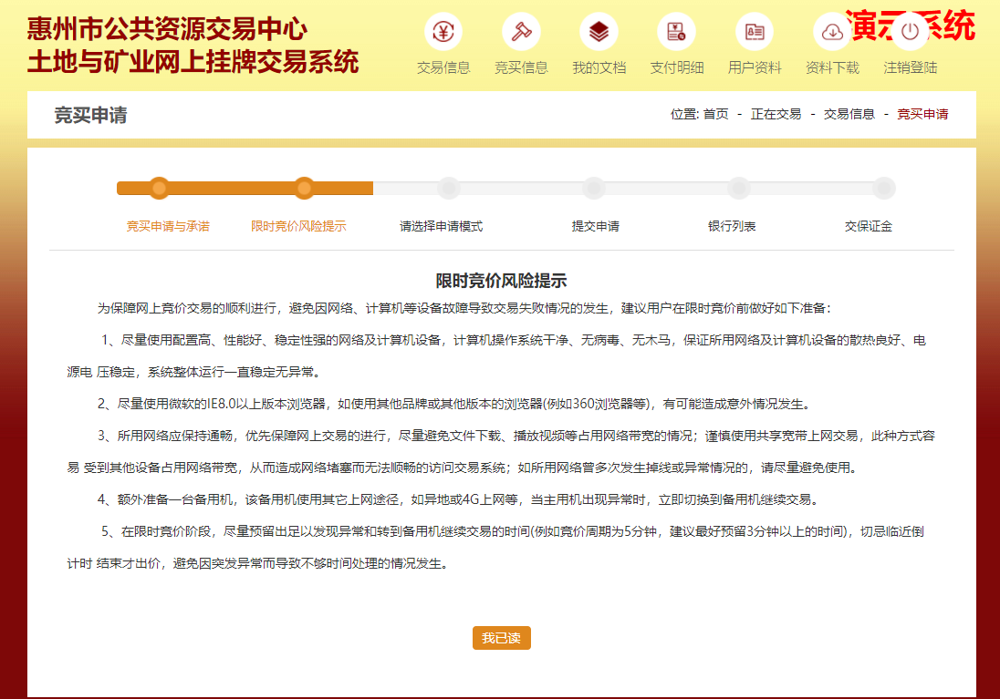 惠州市公共资源交易中心
土地与矿业网上挂牌交易系统
演示系统
交易信息 竞买信息 我的文档 支付明细 用户资料 资料下载 注销登陆
竞买申请
位置: 首页 - 正在交易 - 交易信息 - 竞买申请
竞买申请与承诺 限时竞价风险提示 请选择申请模式 提交申请 银行列表 交保证金
限时竞价风险提示
为保障网上竞价交易的顺利进行，避免因网络、计算机等设备故障导致交易失败情况的发生，建议用户在限时竞价前做好如下准备：
1、尽量使用配置高、性能好、稳定性强的网络及计算机设备，计算机操作系统干净、无病毒、无木马，保证所用网络及计算机设备的散热良好、电
源电 压稳定，系统整体运行一直稳定无异常。
2、尽量使用微软的IE8.0以上版本浏览器，如使用其他品牌或其他版本的浏览器(例如360浏览器等)，有可能造成意外情况发生。
3、所用网络应保持通畅，优先保障网上交易的进行，尽量避免文件下载、播放视频等占用网络带宽的情况；谨慎使用共享宽带上网交易，此种方式容
易 受到其他设备占用网络带宽，从而造成网络堵塞而无法顺畅的访问交易系统；如所用网络曾多次发生掉线或异常情况的，请尽量避免使用。
4、额外准备一台备用机，该备用机使用其它上网途径，如异地或4G上网等，当主用机出现异常时，立即切换到备用机继续交易。
5、在限时竞价阶段，尽量预留出足以发现异常和转到备用机继续交易的时间(例如竞价周期为5分钟，建议最好预留3分钟以上的时间)，切忌临近倒
计时 结束才出价，避免因突发异常而导致不够时间处理的情况发生。
我已读